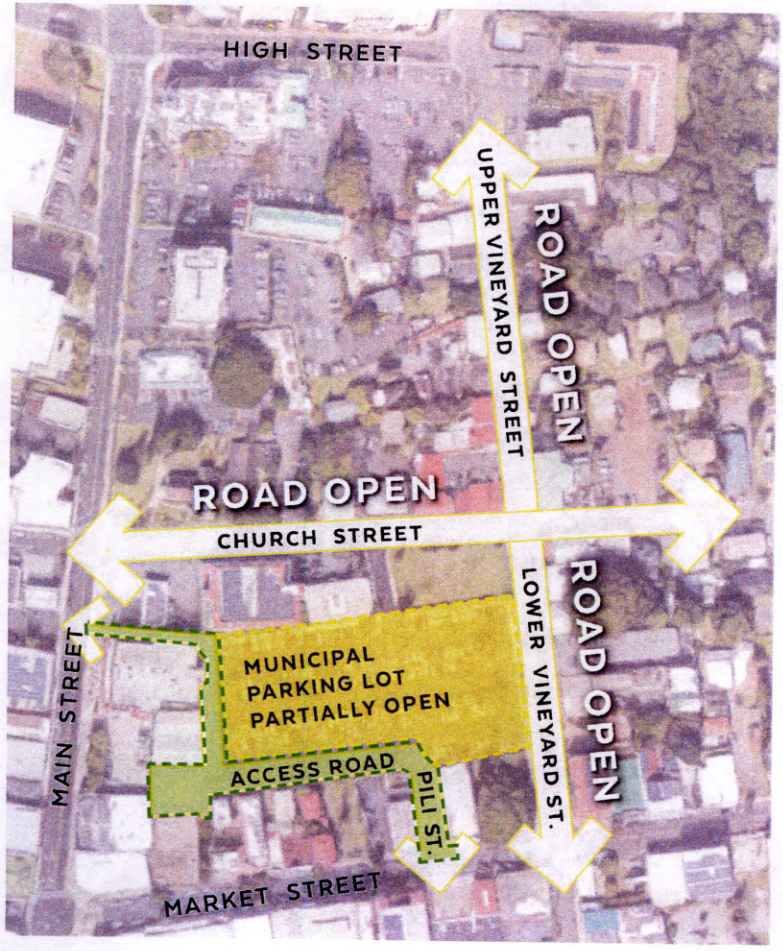 HIGH STREET
UPPER VINEYARD STREET
ROAD OPEN
ROAD OPEN
CHURCH STREET
LOWER VINEYARD ST.
ROAD OPEN
MAIN STREET
MUNICIPAL
PARKING LOT
PARTIALLY OPEN
ACCESS ROAD
PILI ST.
MARKET STREET